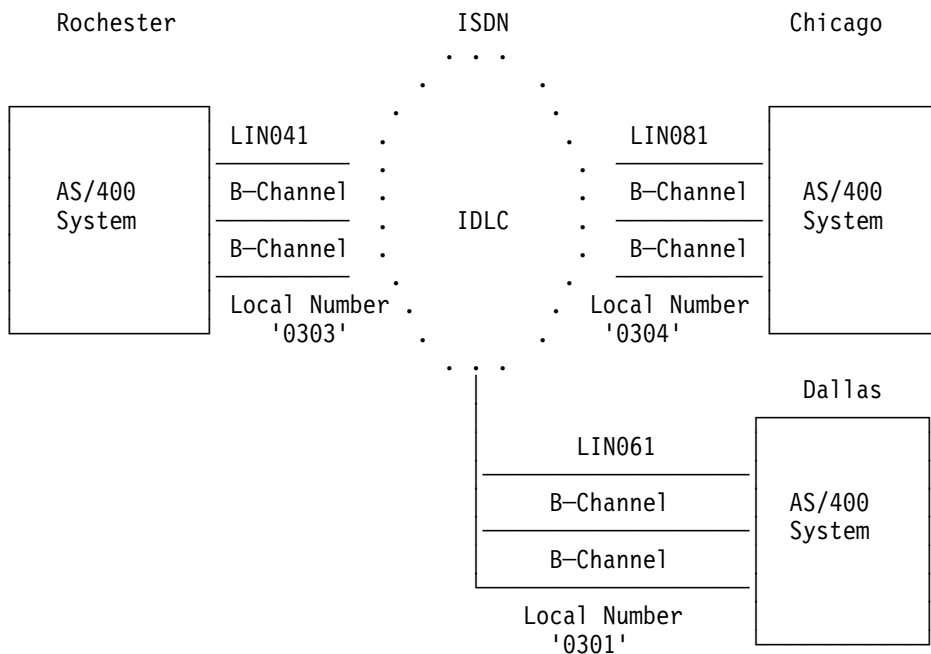 Rochester ISDN Chicago
LIN041 LIN081
AS/400 B—Channel B—Channel AS/400
System IDLC System
B—Channel B—Channel
Local Number Local Number
'0303' '0304'
Dallas
LIN061
B—Channel AS/400
System
B—Channel
Local Number
'0301'